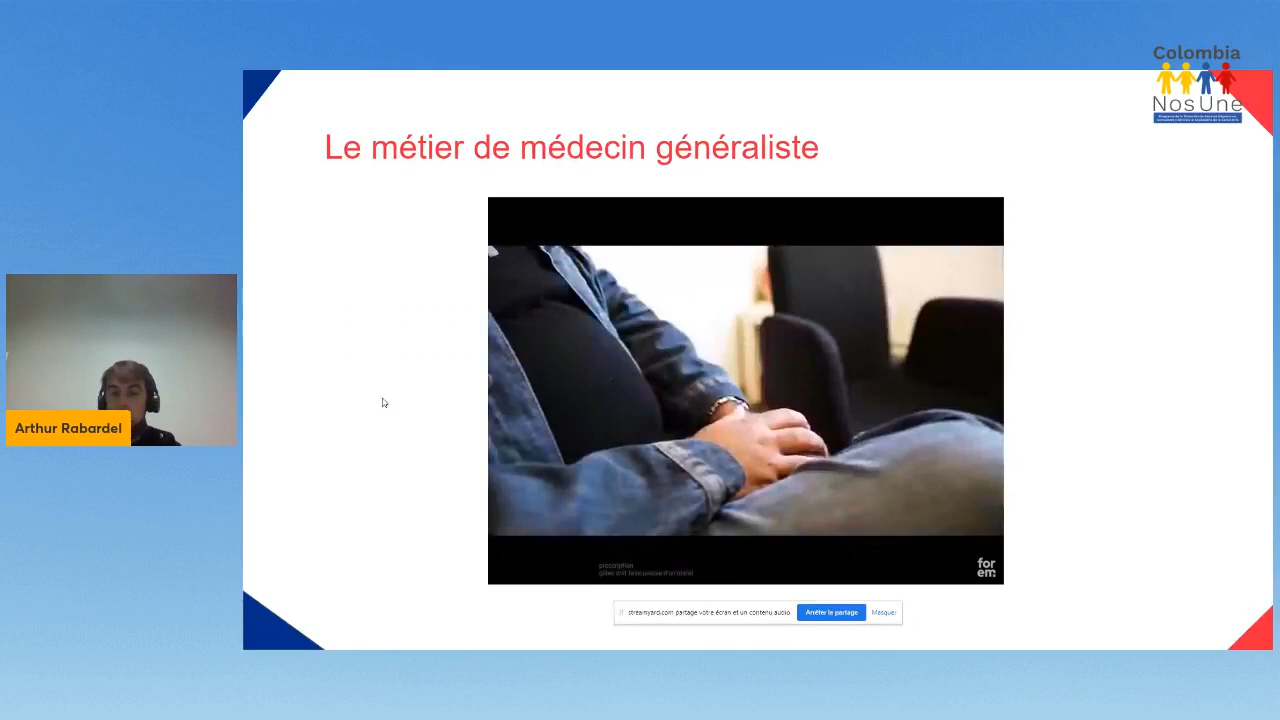 Colombia
NosUne
Le métier de médecin généraliste
Arthur Rabardel
prescription
for
em:
streamyard.com partage votre écran et un contenu audio.
Arrêter le partage
Masquer